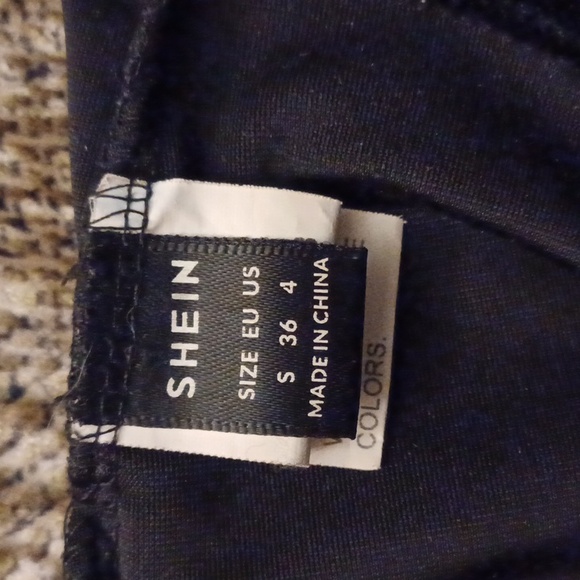 SHEIN
SIZE EU US
S 36 4
MADE IN CHINA
COLORS.